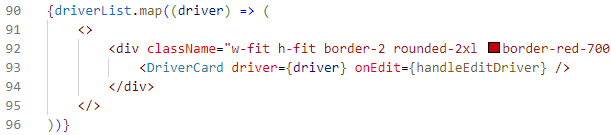 90 {driverList.map((driver) => (
91 <>
92 <div className="w-fit h-fit border-2 rounded-2xl border-red-700
93 <DriverCard driver={driver} onEdit={handleEditDriver} />
94 </div>
95 </>
96 ))}